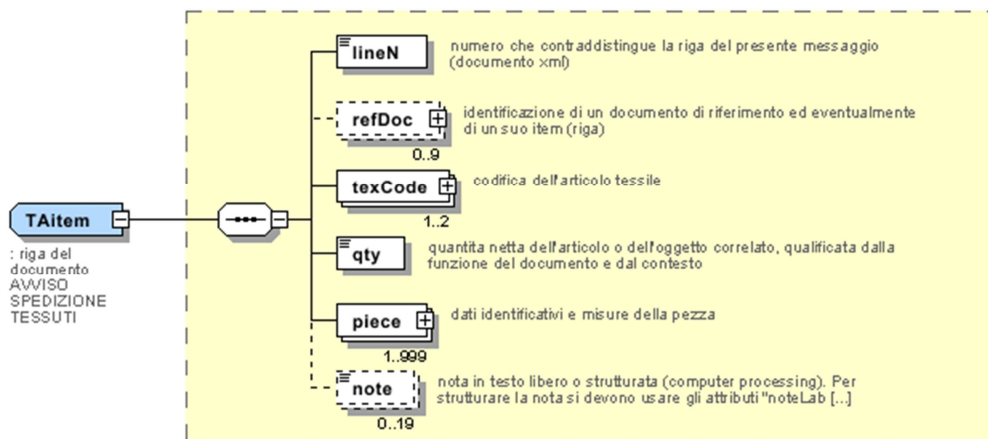 lineN
numero che contraddistingue la riga del presente messaggio
(documento xml)
refDoc
0..9
identificazione di un documento di riferimento ed eventualmente
di un suo item (riga)
texCode
1..2
codifica dell'articolo tessile
TAitem
: riga del
documento
AVVISO
SPEDIZIONE
TESSUTI
qty
quantita netta dell'articolo o dell'oggetto correlato, qualificata dalla
funzione del documento e dal contesto
piece
1..999
dati identificativi e misure della pezza
note
0..19
nota in testo libero o strutturata (computer processing). Per
strutturare la nota si devono usare gli attributi "noteLab [...]